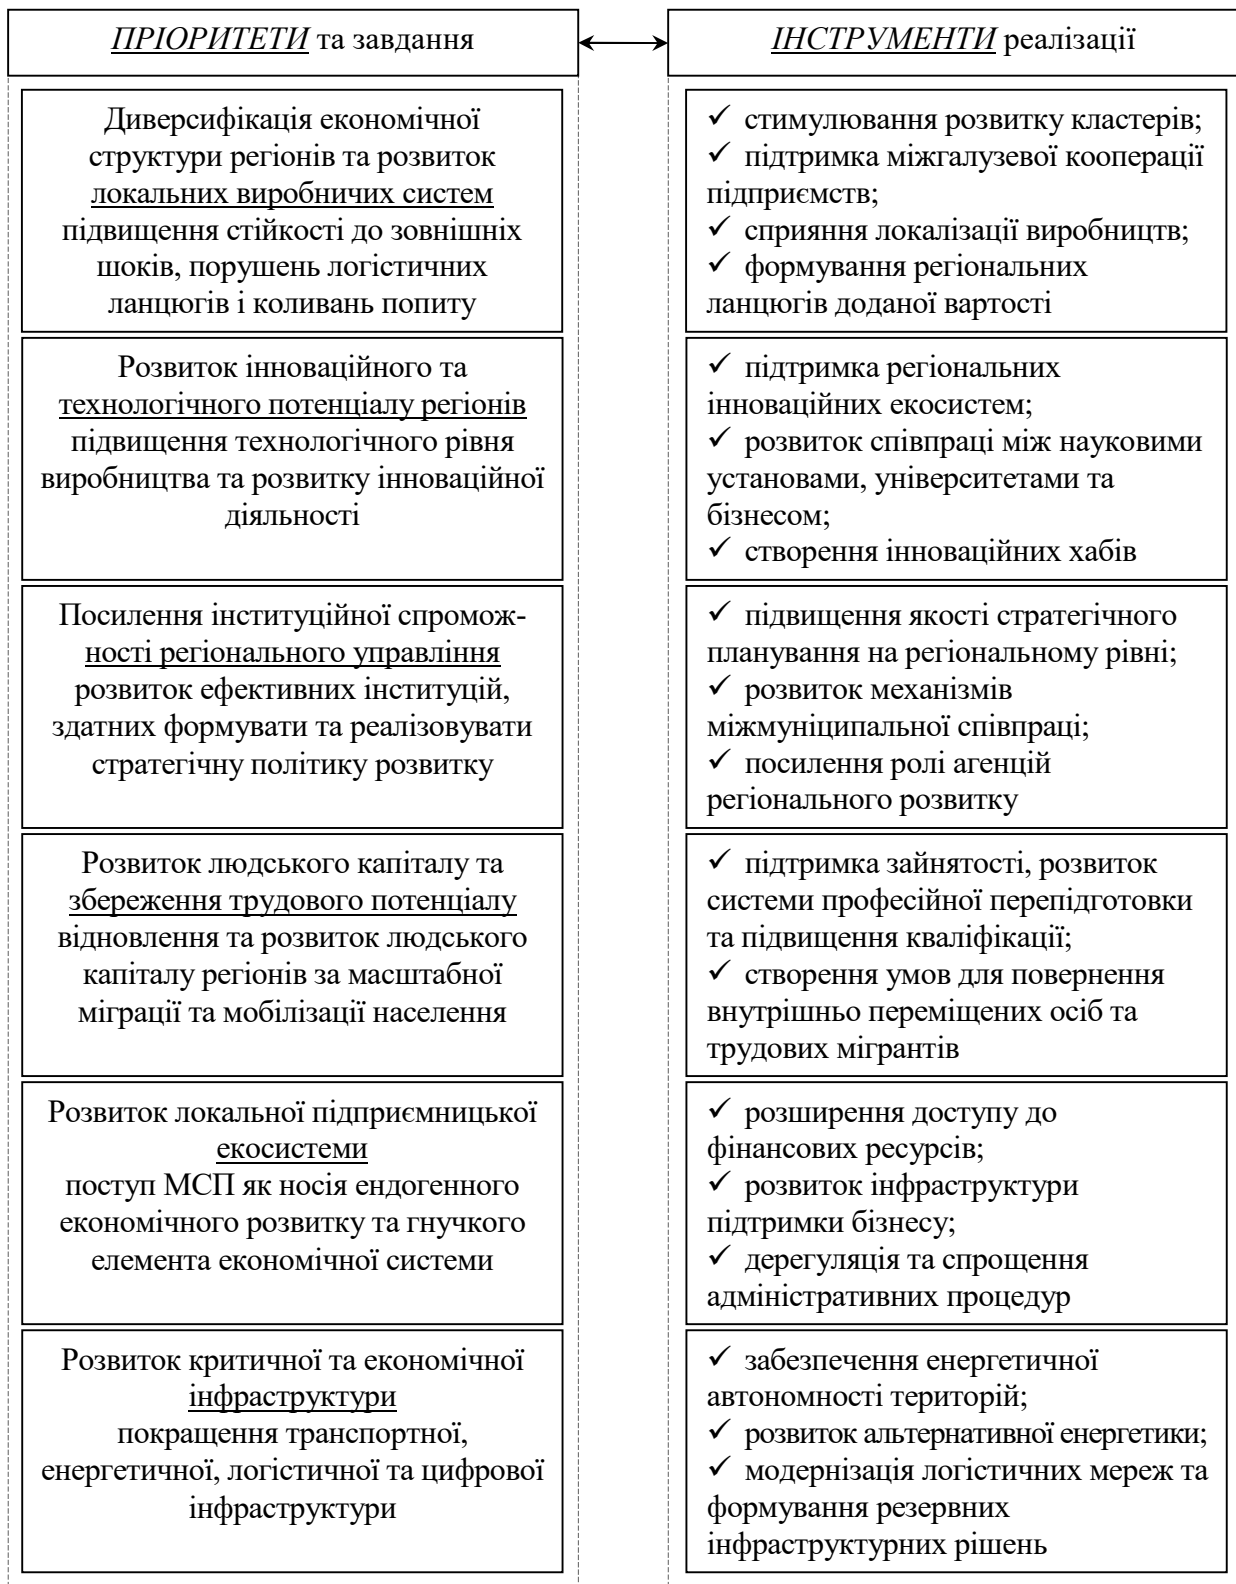 ПРІОРИТЕТИ та завдання
ІНСТРУМЕНТИ реалізації
Диверсифікація економічної
структури регіонів та розвиток
локальних виробничих систем
підвищення стійкості до зовнішніх
шоків, порушень логістичних
ланцюгів і коливань попиту
✓ стимулювання розвитку кластерів;
✓ підтримка міжгалузевої кооперації
підприємств;
✓ сприяння локалізації виробництв;
✓ формування регіональних
ланцюгів доданої вартості
Розвиток інноваційного та
технологічного потенціалу регіонів
підвищення технологічного рівня
виробництва та розвитку інноваційної
діяльності
✓ підтримка регіональних
інноваційних екосистем;
✓ розвиток співпраці між науковими
установами, університетами та
бізнесом;
✓ створення інноваційних хабів
Посилення інституційної спромож-
ності регіонального управління
розвиток ефективних інституцій,
здатних формувати та реалізовувати
стратегічну політику розвитку
✓ підвищення якості стратегічного
планування на регіональному рівні;
✓ розвиток механізмів
міжмуніципальної співпраці;
✓ посилення ролі агенцій
регіонального розвитку
Розвиток людського капіталу та
збереження трудового потенціалу
відновлення та розвиток людського
капіталу регіонів за масштабної
міграції та мобілізації населення
✓ підтримка зайнятості, розвиток
системи професійної перепідготовки
та підвищення кваліфікації;
✓ створення умов для повернення
внутрішньо переміщених осіб та
трудових мігрантів
Розвиток локальної підприємницької
екосистеми
поступ МСП як носія ендогенного
економічного розвитку та гнучкого
елемента економічної системи
✓ розширення доступу до
фінансових ресурсів;
✓ розвиток інфраструктури
підтримки бізнесу;
✓ дерегуляція та спрощення
адміністративних процедур
Розвиток критичної та економічної
інфраструктури
покращення транспортної,
енергетичної, логістичної та цифрової
інфраструктури
✓ забезпечення енергетичної
автономності територій;
✓ розвиток альтернативної енергетики;
✓ модернізація логістичних мереж та
формування резервних
інфраструктурних рішень